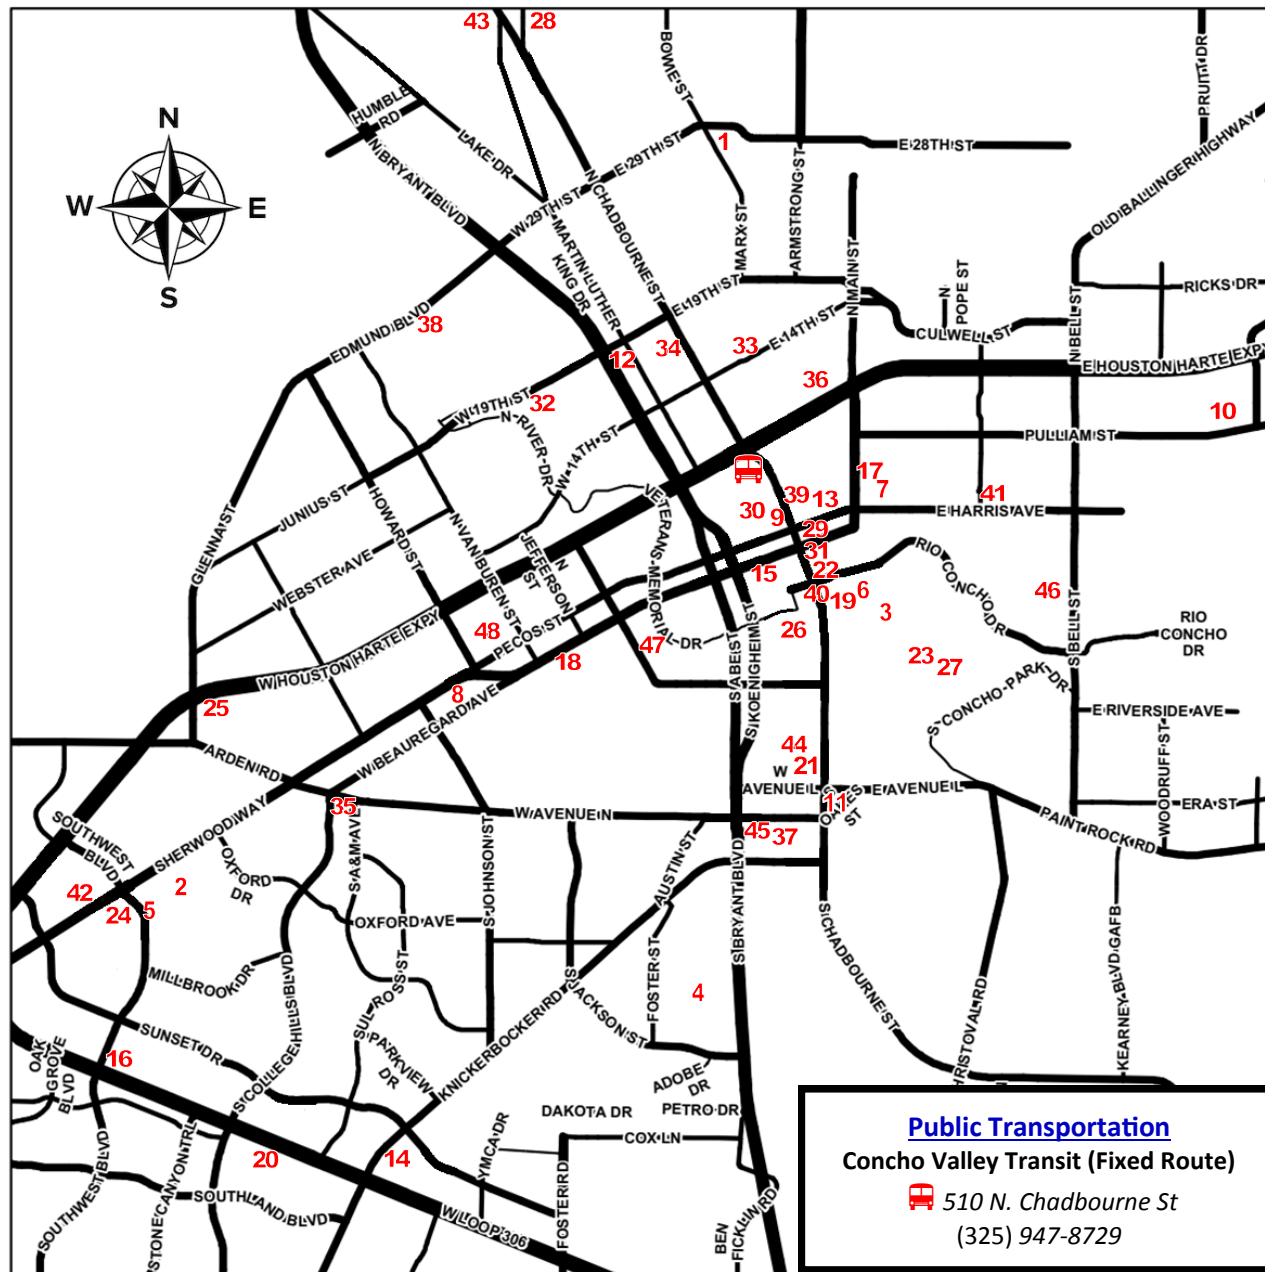 43
28
BOWIE ST
PRUITT DR
HUMBLE
RD
LAKE DR
N BRYANT BLVD
1
E 29TH ST
E 28TH ST
N
W
E
S
OLD BALLINGER HIGHWAY
W 29TH ST
N CHADBOURNE ST
MARTIN LUTHER
KING DR
MARX ST
ARMSTRONG ST
N MAIN ST
E 19TH ST
N
POPE ST
RICKS DR
N BELL ST
CULWELL ST
E 14TH ST
38
EDMUND BLVD
12
34
33
36
E HOUSTON HARTE EXPY
W 19TH ST
32
N RIVER DR
W 14TH ST
10
PULLIAM ST
GLENNA ST
JUNIUS ST
HOWARD ST
N VAN BUREN ST
VETERANS MEMORIAL DR
17
7
39
13
41
30
9
E HARRIS AVE
29
31
WEBSTER AVE
N
JEFFERSON
ST
15
22
RIO CONCHO DR
40
19
6
3
46
26
48
PECOS ST
W HOUSTON HARTE EXPY
18
47
S ABE ST
S KOENIGHEIM ST
23
27
S BELL ST
RIO
CONCHO
DR
8
25
W BEAUREGARD AVE
S CONCHO PARK DR
E RIVERSIDE AVE
ARDEN RD
44
W
21
AVENUE L
E AVENUE L
11
OAKES
ST
WOODRUFF ST
ERA ST
PAINT ROCK RD
35
W AVENUE N
45
37
SOUTHWEST
BLVD
SHERWOOD WAY
OXFORD
DR
S A&M AVE
S JOHNSON ST
AUSTIN ST
S BRYANT BLVD
42
24
5
2
OXFORD AVE
S CHADBOURNE ST
MILLBROOK DR
S COLLEGE HILLS BLVD
SUL ROSS ST
KNICKERBOCKER RD
S JACKSON ST
FOSTER ST
4
KEARNEY BLVD GAFB
SUNSET DR
PARKVIEW
DR
OAK
GROVE
BLVD
16
ADOBE
DR
DAKOTA DR
PETRO DR
COX LN
YMCA DR
20
14
SOUTHWEST BLVD
STONE CANYON TRL
SOUTHLAND BLVD
W LOOP 306
FOSTER RD
BEN
FICKLIN RD
Public Transportation
Concho Valley Transit (Fixed Route)
510 N. Chadbourne St
(325) 947-8729